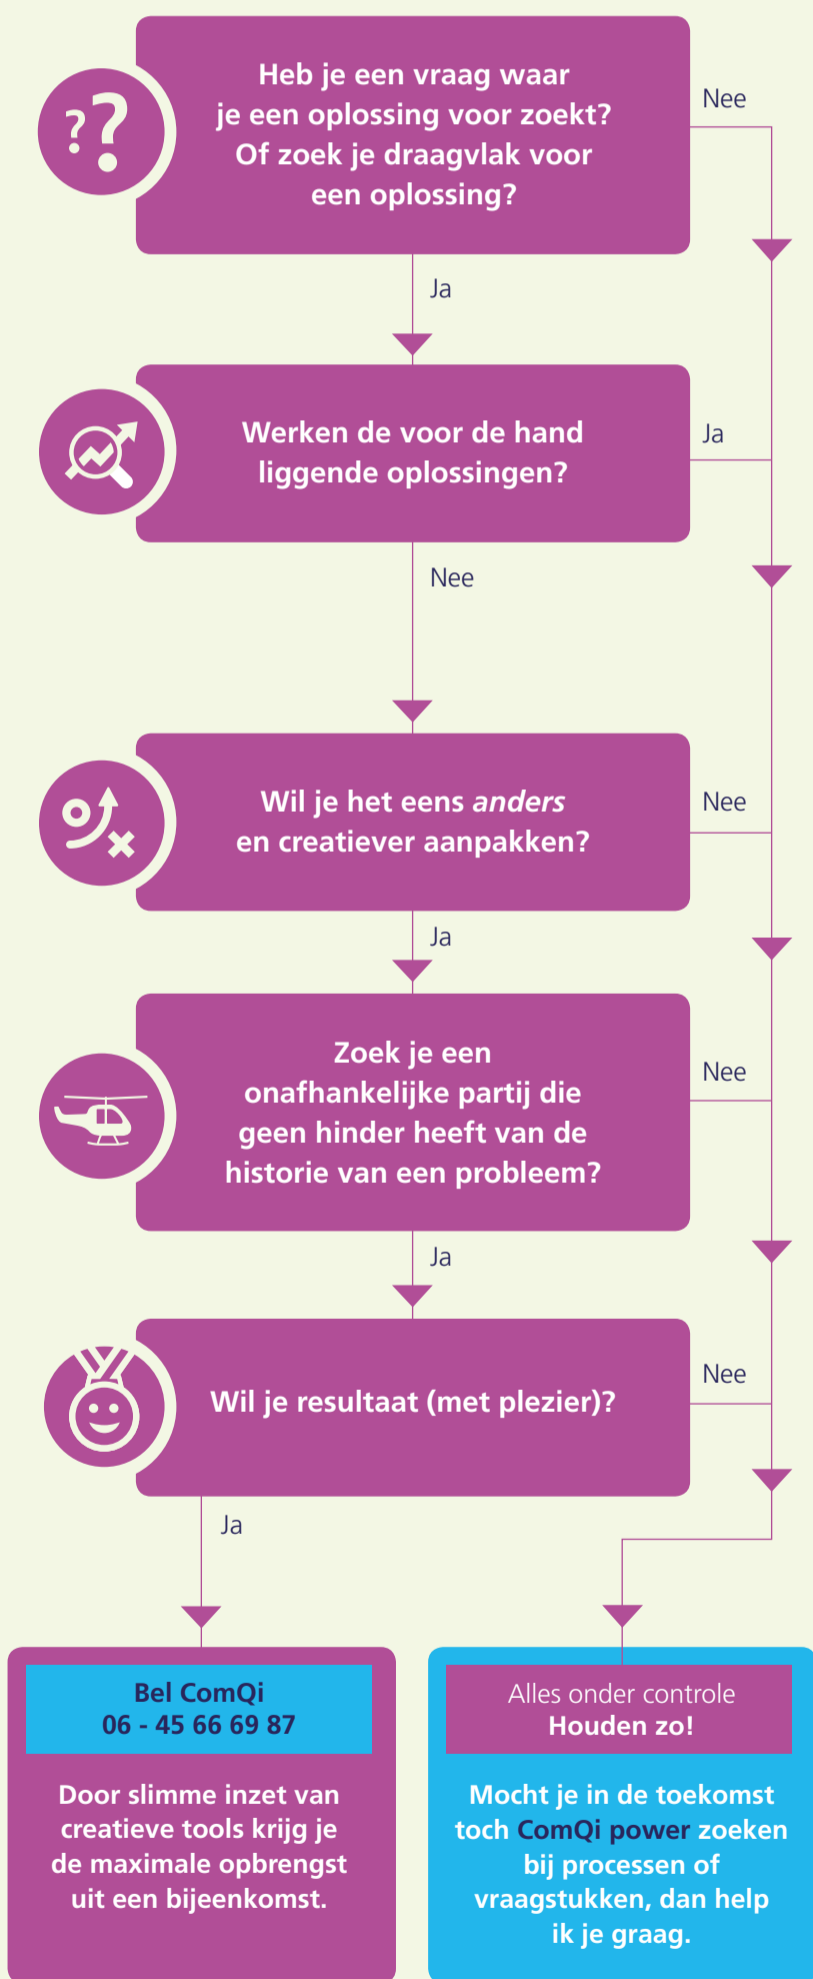 ??
Heb je een vraag waar
je een oplossing voor zoekt?
Of zoek je draagvlak voor
een oplossing?
Nee
Ja
Werken de voor de hand
liggende oplossingen?
Ja
Nee
Wil je het eens anders
en creatiever aanpakken?
Nee
Ja
Zoek je een
onafhankelijke partij die
geen hinder heeft van de
historie van een probleem?
Nee
Ja
Wil je resultaat (met plezier)?
Nee
Ja
Bel ComQi
06 - 45 66 69 87
Door slimme inzet van
creatieve tools krijg je
de maximale opbrengst
uit een bijeenkomst.
Alles onder controle
Houden zo!
Mocht je in de toekomst
toch ComQi power zoeken
bij processen of
vraagstukken, dan help
ik je graag.